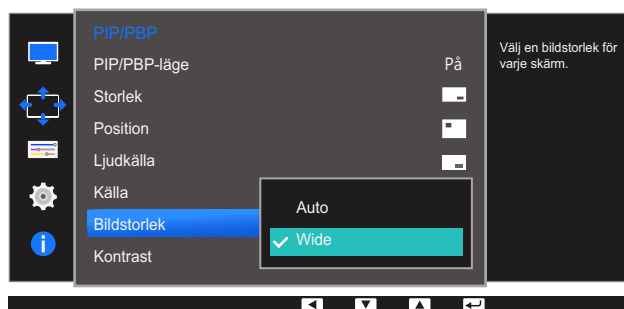 PIP/PBP
PIP/PBP-läge På
Storlek
Position
Ljudkälla
Källa
Bildstorlek
Kontrast
Auto
Wide
Välj en bildstorlek för
varje skärm.